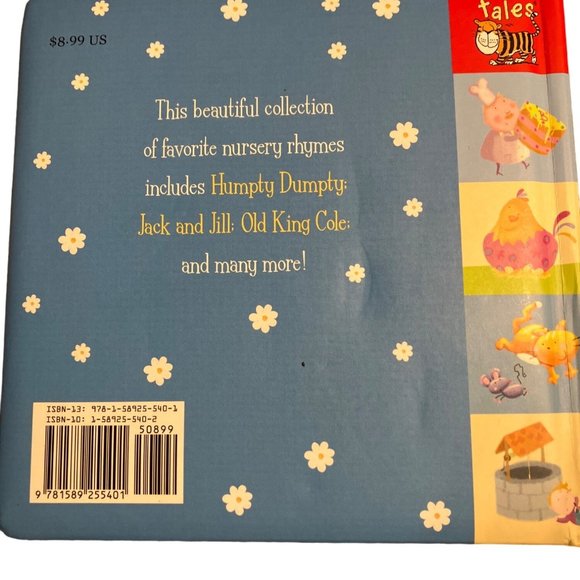 tales
$8.99 US
This beautiful collection
of favorite nursery rhymes
includes Humpty Dumpty;
Jack and Jill; Old King Cole;
and many more!
ISBN-13: 978-1-58925-540-1
ISBN-10: 1-58925-540-2
50899
9 781589 255401